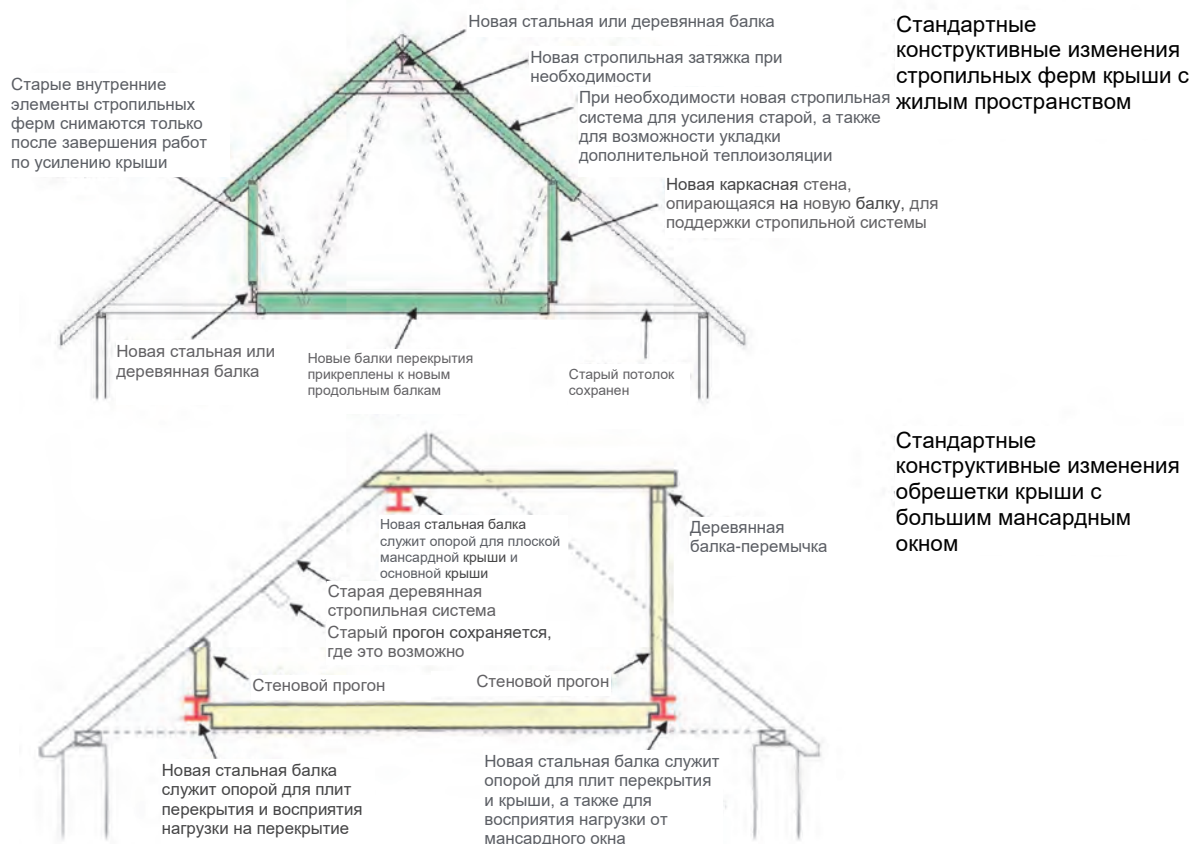 Новая стальная или деревянная балка
Новая стропильная затяжка при
необходимости
При необходимости новая стропильная
система для усиления старой, а также
для возможности укладки
дополнительной теплоизоляции
Новая каркасная стена,
опирающаяся на новую балку, для
поддержки стропильной системы
Старые внутренние
элементы стропильных
ферм снимаются только
после завершения работ
по усилению крыши
Новая стальная или
деревянная балка
Новые балки перекрытия
прикреплены к новым
продольным балкам
Старый потолок
сохранен
Стандартные
конструктивные изменения
стропильных ферм крыши с
жилым пространством
Новая стальная балка
служит опорой для плоской
мансардной крыши и
основной крыши
Деревянная
балка-перемычка
Старая деревянная
стропильная система
Старый прогон сохраняется,
где это возможно
Стеновой прогон
Стеновой прогон
Новая стальная балка
служит опорой для плит
перекрытия и восприятия
нагрузки на перекрытие
Новая стальная балка служит
опорой для плит перекрытия
и крыши, а также для
восприятия нагрузки от
мансардного окна
Стандартные
конструктивные изменения
обрешетки крыши с
большим мансардным
окном